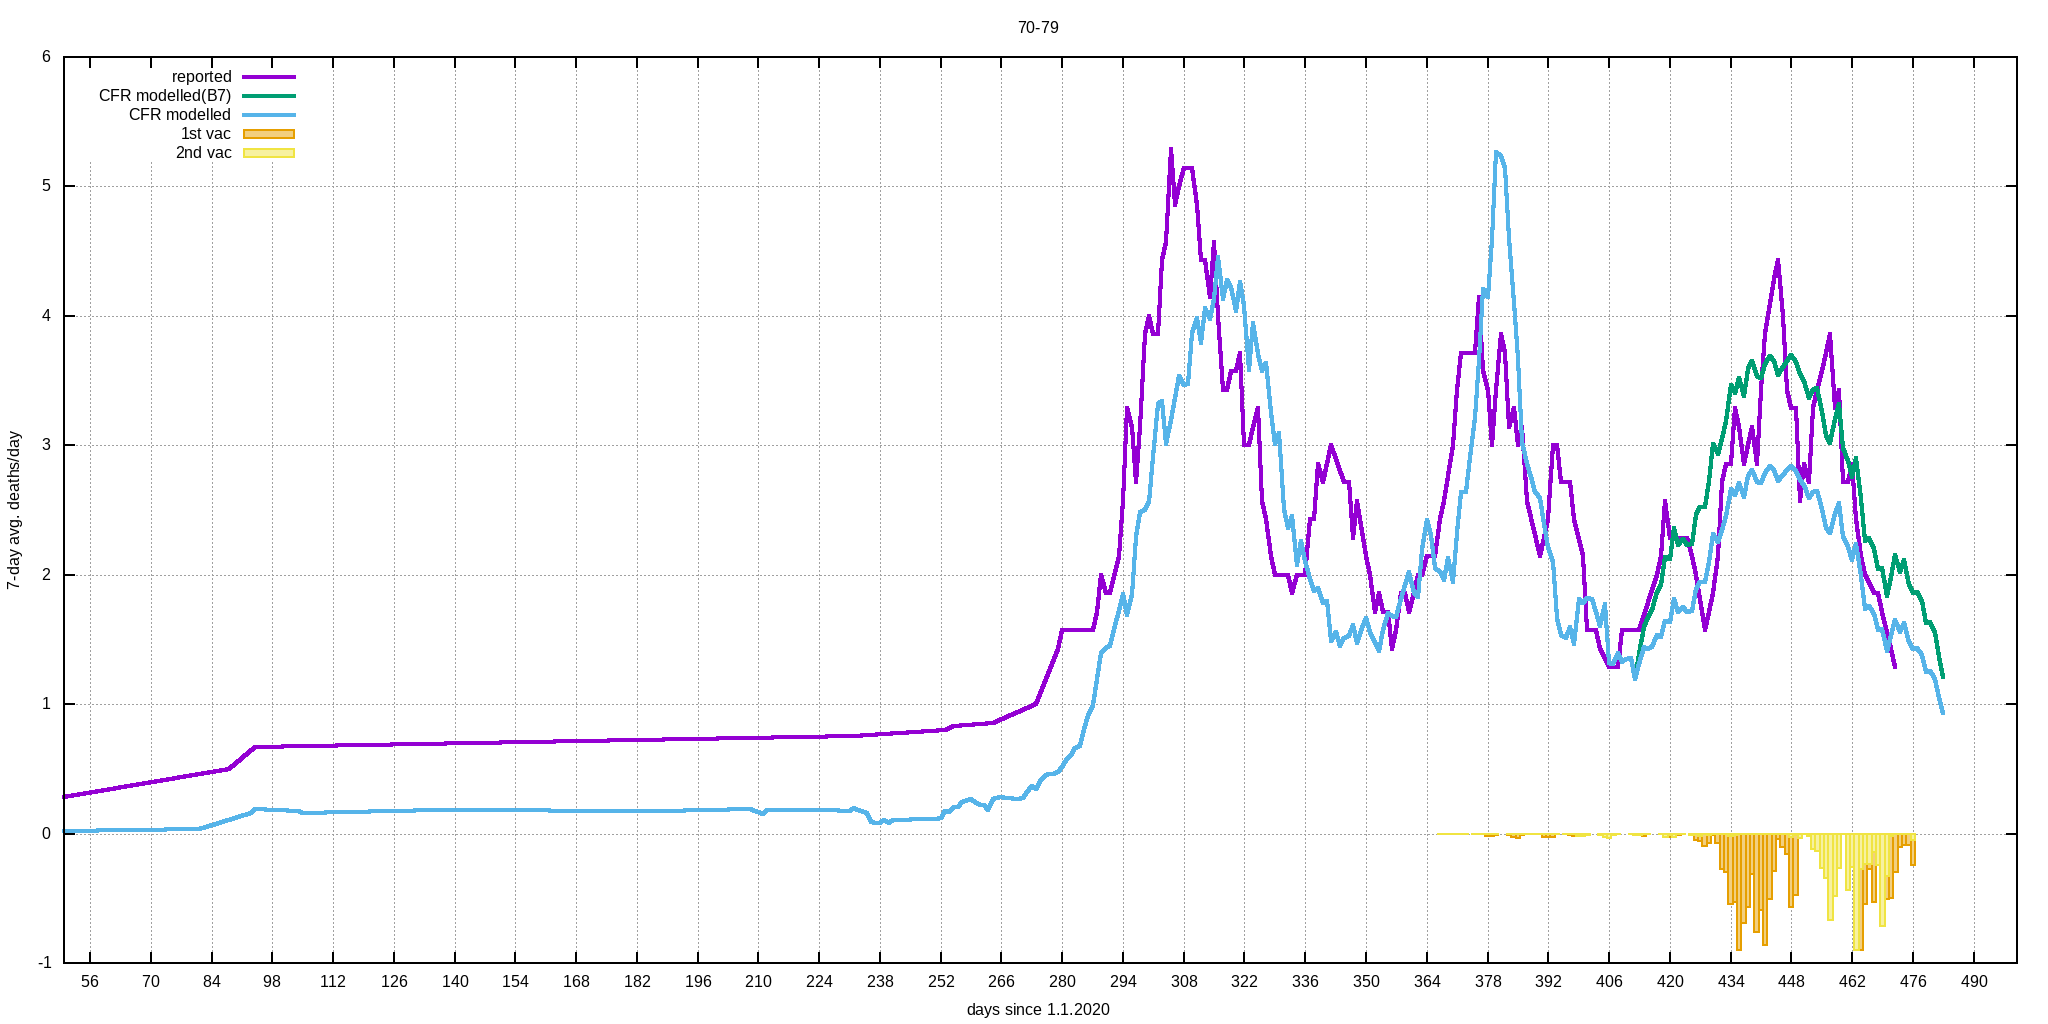 70-79
reported
CFR modelled(B7)
CFR modelled
1st vac
2nd vac
6
5
4
3
2
1
0
-1
7-day avg. deaths/day
56 70 84 98 112 126 140 154 168 182 196 210 224 238 252 266 280 294 308 322 336 350 364 378 392 406 420 434 448 462 476 490
days since 1.1.2020